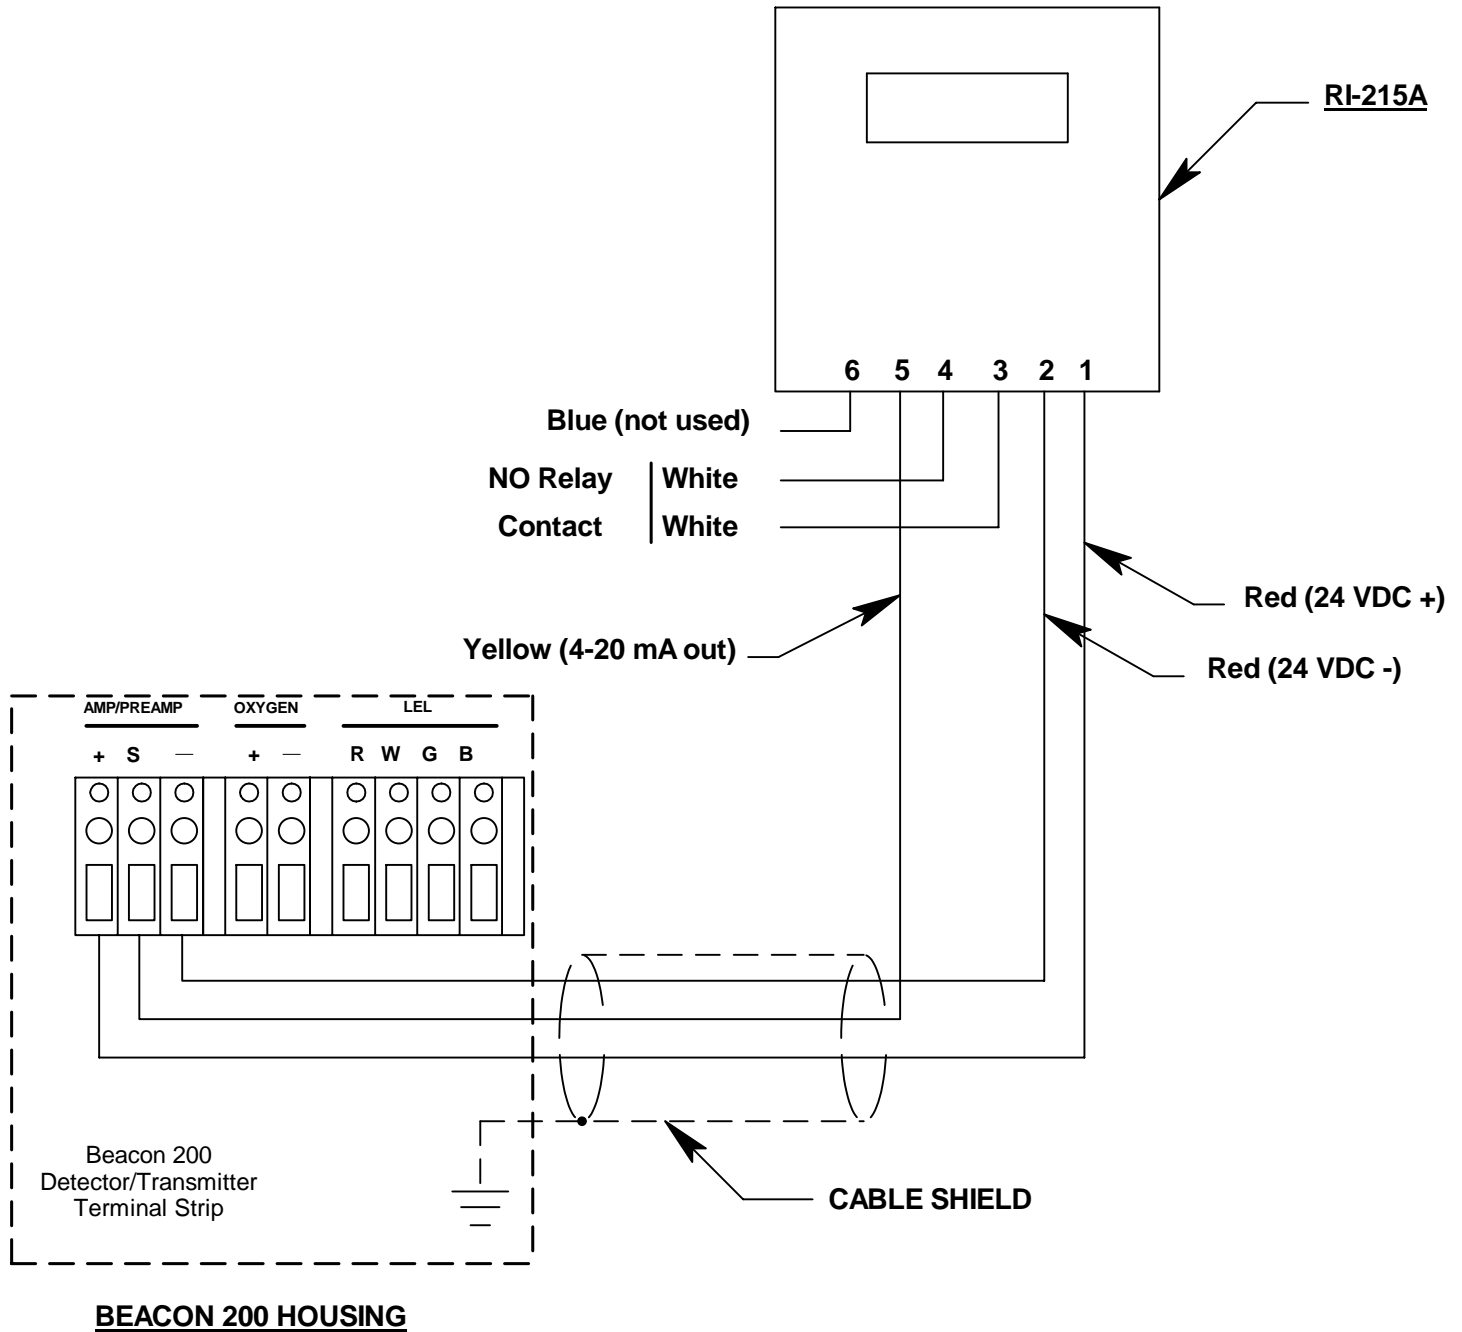 RI-215A
6 5 4 3 2 1
Blue (not used)
NO Relay White
Contact White
Red (24 VDC +)
Yellow (4-20 mA out)
Red (24 VDC -)
AMP/PREAMP OXYGEN LEL
+ S — + — R W G B
Beacon 200
Detector/Transmitter
Terminal Strip
CABLE SHIELD
BEACON 200 HOUSING